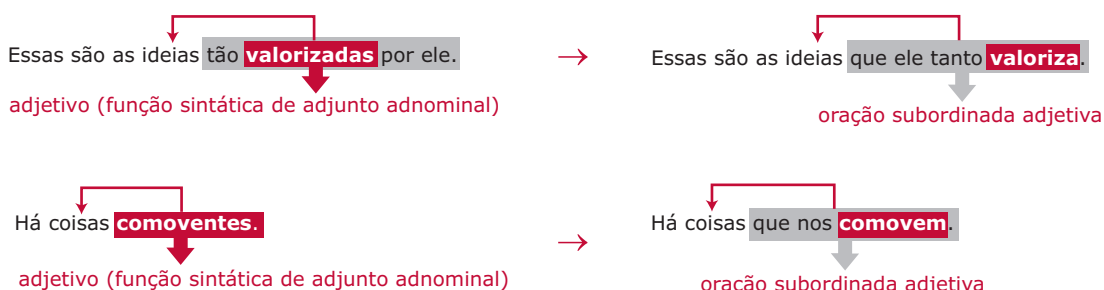 Essas são as ideias tão valorizadas por ele. → Essas são as ideias que ele tanto valoriza.
adjetivo (função sintática de adjunto adnominal)
oração subordinada adjetiva
Há coisas comoventes. → Há coisas que nos comovem.
adjetivo (função sintática de adjunto adnominal)
oração subordinada adjetiva